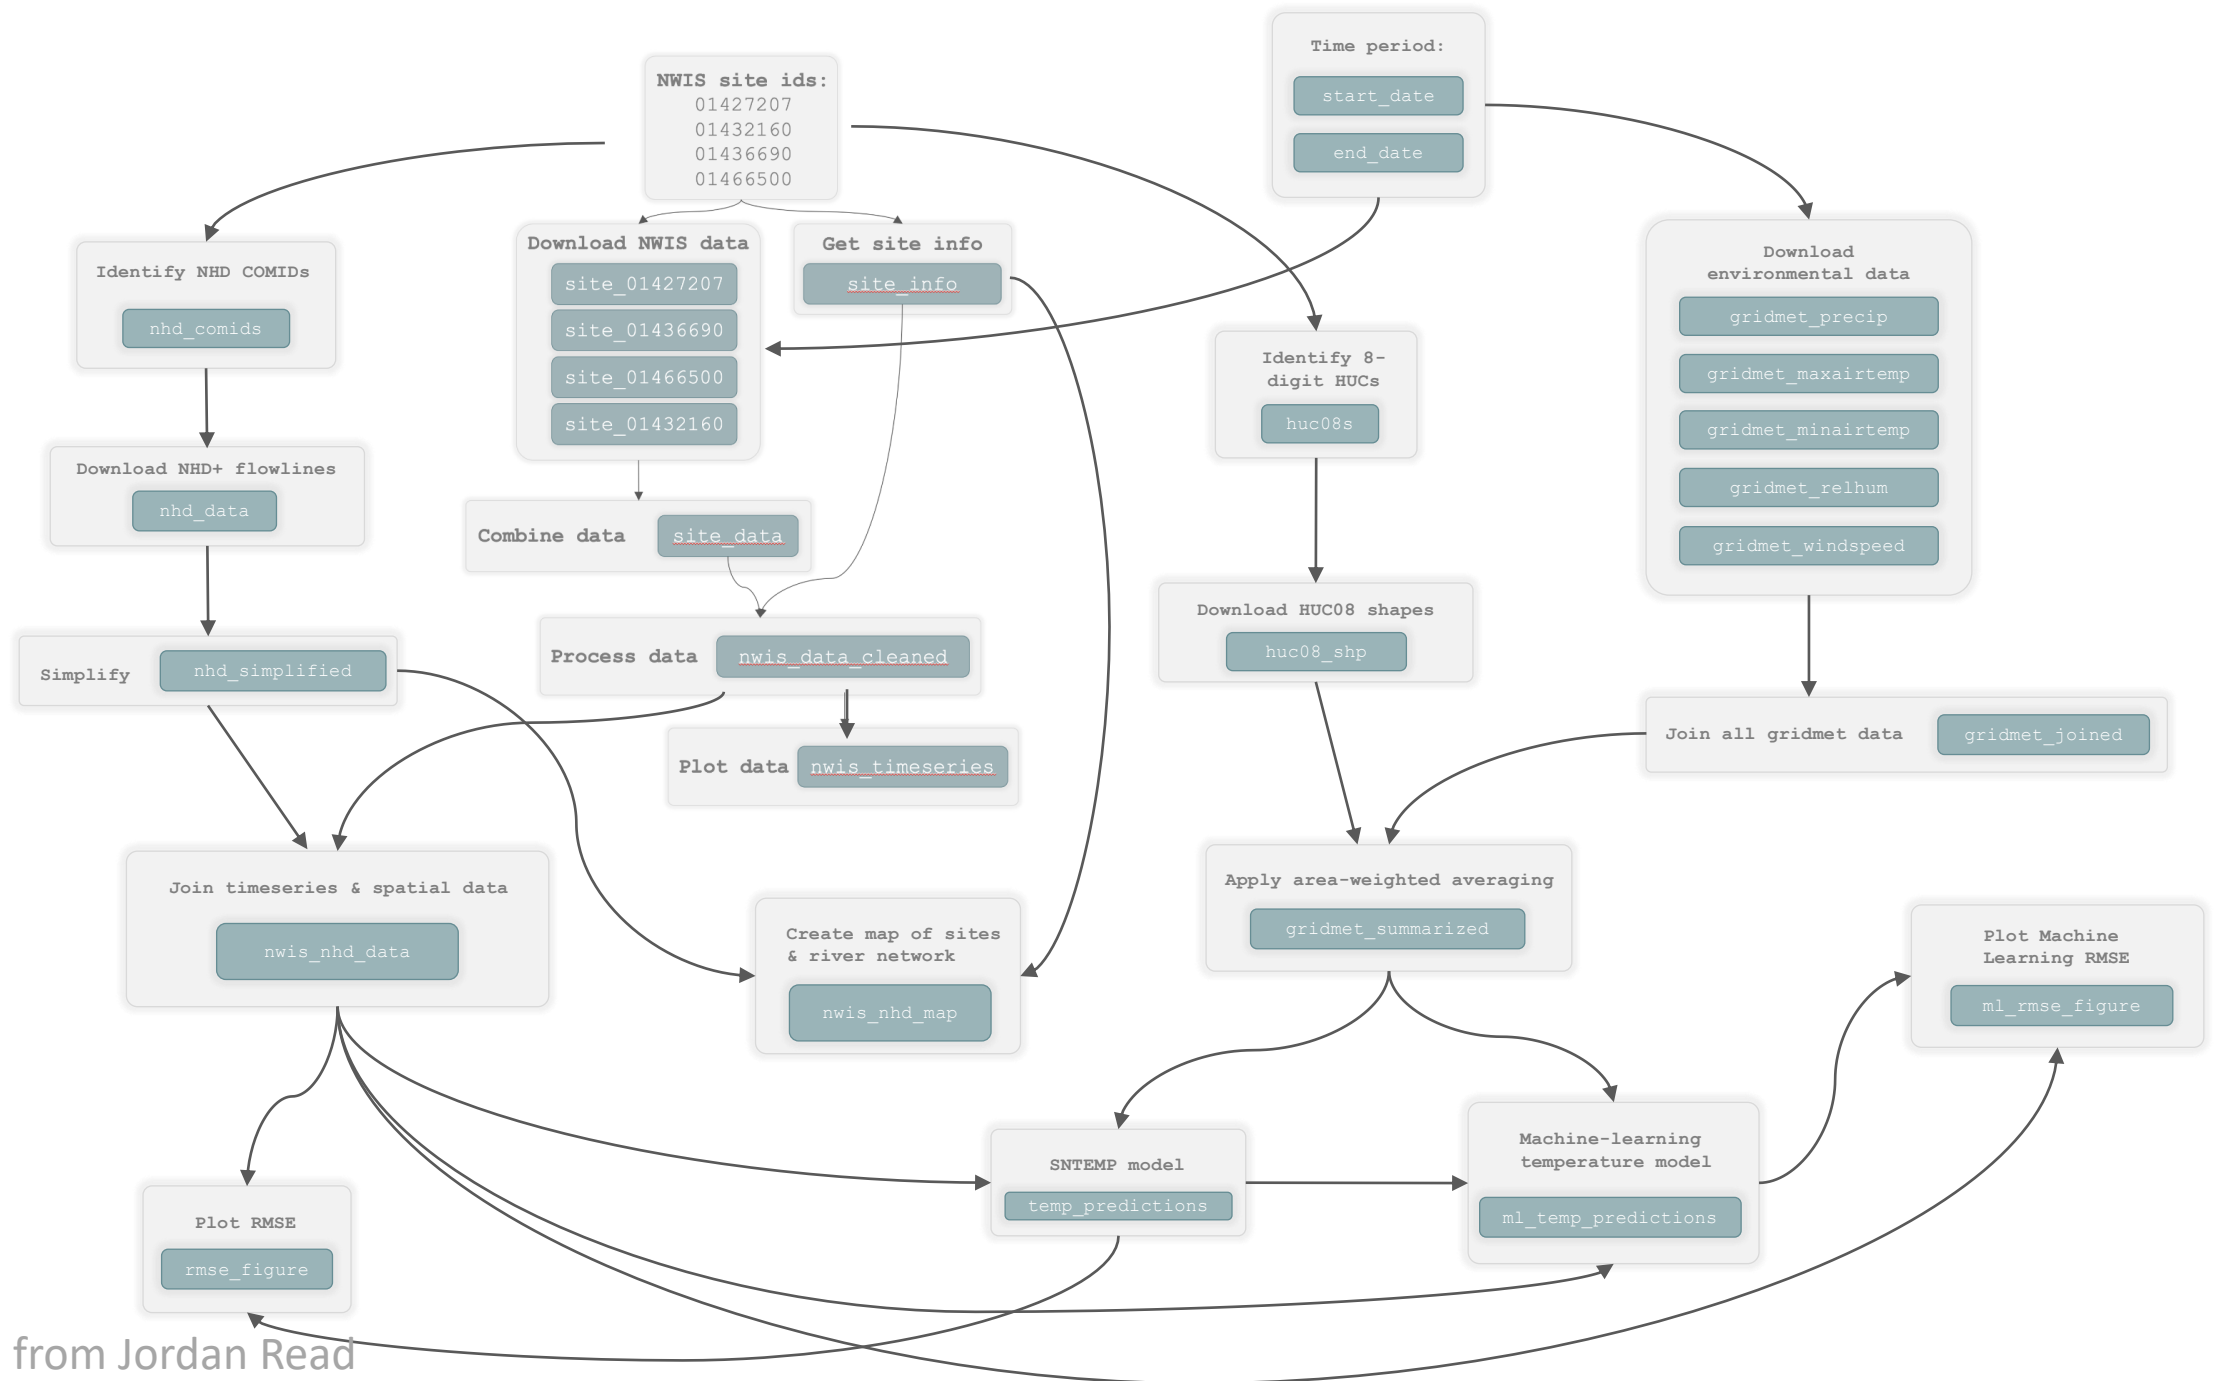 Time period:
start_date
end_date
NWIS site ids:
01427207
01432160
01436690
01466500
Identify NHD COMIDs
nhd_comids
Download NWIS data
site_01427207
site_01436690
site_01466500
site_01432160
Get site info
site_info
Identify 8-
digit HUCs
huc08s
Download
environmental data
gridmet_precip
gridmet_maxairtemp
gridmet_minairtemp
gridmet_relhum
gridmet_windspeed
Download NHD+ flowlines
nhd_data
Combine data
site_data
Download HUC08 shapes
huc08_shp
Simplify
nhd_simplified
Process data
nwis_data_cleaned
Plot data
nwis_timeseries
Join all gridmet data
gridmet_joined
Join timeseries & spatial data
nwis_nhd_data
Create map of sites
& river network
nwis_nhd_map
Apply area-weighted averaging
gridmet_summarized
Plot Machine
Learning RMSE
ml_rmse_figure
SNTEMP model
temp_predictions
Machine-learning
temperature model
ml_temp_predictions
Plot RMSE
rmse_figure
from Jordan Read